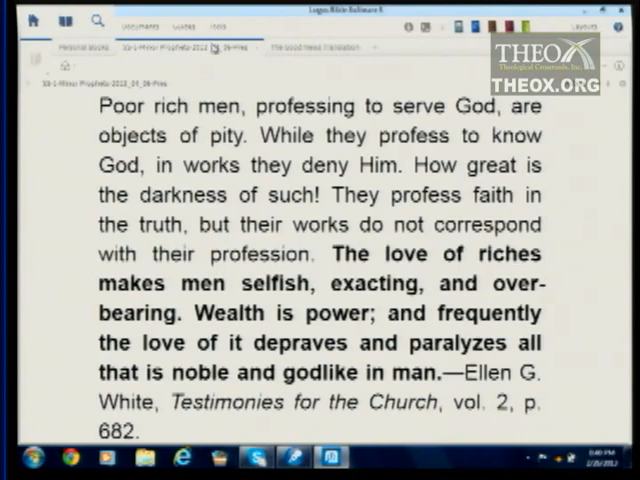 Logos Bible Software 5
Documents Guides Tools
Layouts
Personal Books
The Good News Translation
THEOX
Theological Crossroads, Inc.
THEOX.ORG
Poor rich men, professing to serve God, are
objects of pity. While they profess to know
God, in works they deny Him. How great is
the darkness of such! They profess faith in
the truth, but their works do not correspond
with their profession. The love of riches
makes men selfish, exacting, and over-
bearing. Wealth is power; and frequently
the love of it depraves and paralyzes all
that is noble and godlike in man.—Ellen G.
White, Testimonies for the Church, vol. 2, p.
682.